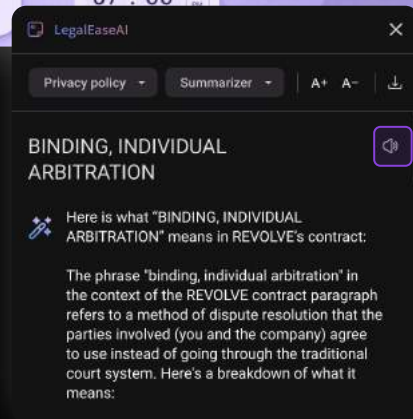 LegalEaseAI
Privacy policy Summarizer A+ A-
BINDING, INDIVIDUAL
ARBITRATION
Here is what "BINDING, INDIVIDUAL
ARBITRATION" means in REVOLVE's contract:
The phrase "binding, individual arbitration" in
the context of the REVOLVE contract paragraph
refers to a method of dispute resolution that the
parties involved (you and the company) agree
to use instead of going through the traditional
court system. Here's a breakdown of what it
means: